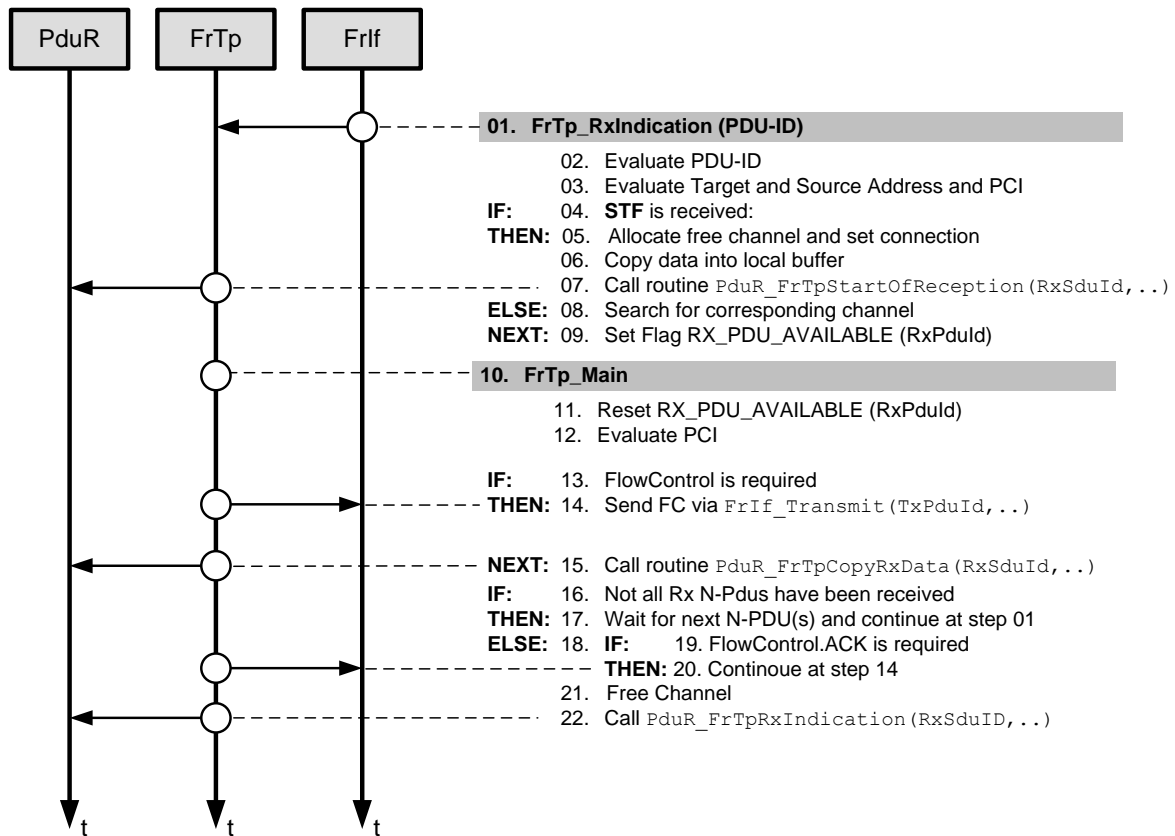 PduR FrTp FrIf
01. FrTp_RxIndication (PDU-ID)
02. Evaluate PDU-ID
03. Evaluate Target and Source Address and PCI
IF: 04. STF is received:
THEN: 05. Allocate free channel and set connection
06. Copy data into local buffer
07. Call routine PduR_FrTpStartOfReception(RxSduId,..)
ELSE: 08. Search for corresponding channel
NEXT: 09. Set Flag RX_PDU_AVAILABLE (RxPduId)
10. FrTp_Main
11. Reset RX_PDU_AVAILABLE (RxPduId)
12. Evaluate PCI
IF: 13. FlowControl is required
THEN: 14. Send FC via FrIf_Transmit(TxPduId,..)
NEXT: 15. Call routine PduR_FrTpCopyRxData(RxSduId,..)
IF: 16. Not all Rx N-Pdus have been received
THEN: 17. Wait for next N-PDU(s) and continue at step 01
ELSE: 18. IF: 19. FlowControl.ACK is required
THEN: 20. Continoue at step 14
21. Free Channel
22. Call PduR_FrTpRxIndication(RxSduID,..)
t t t